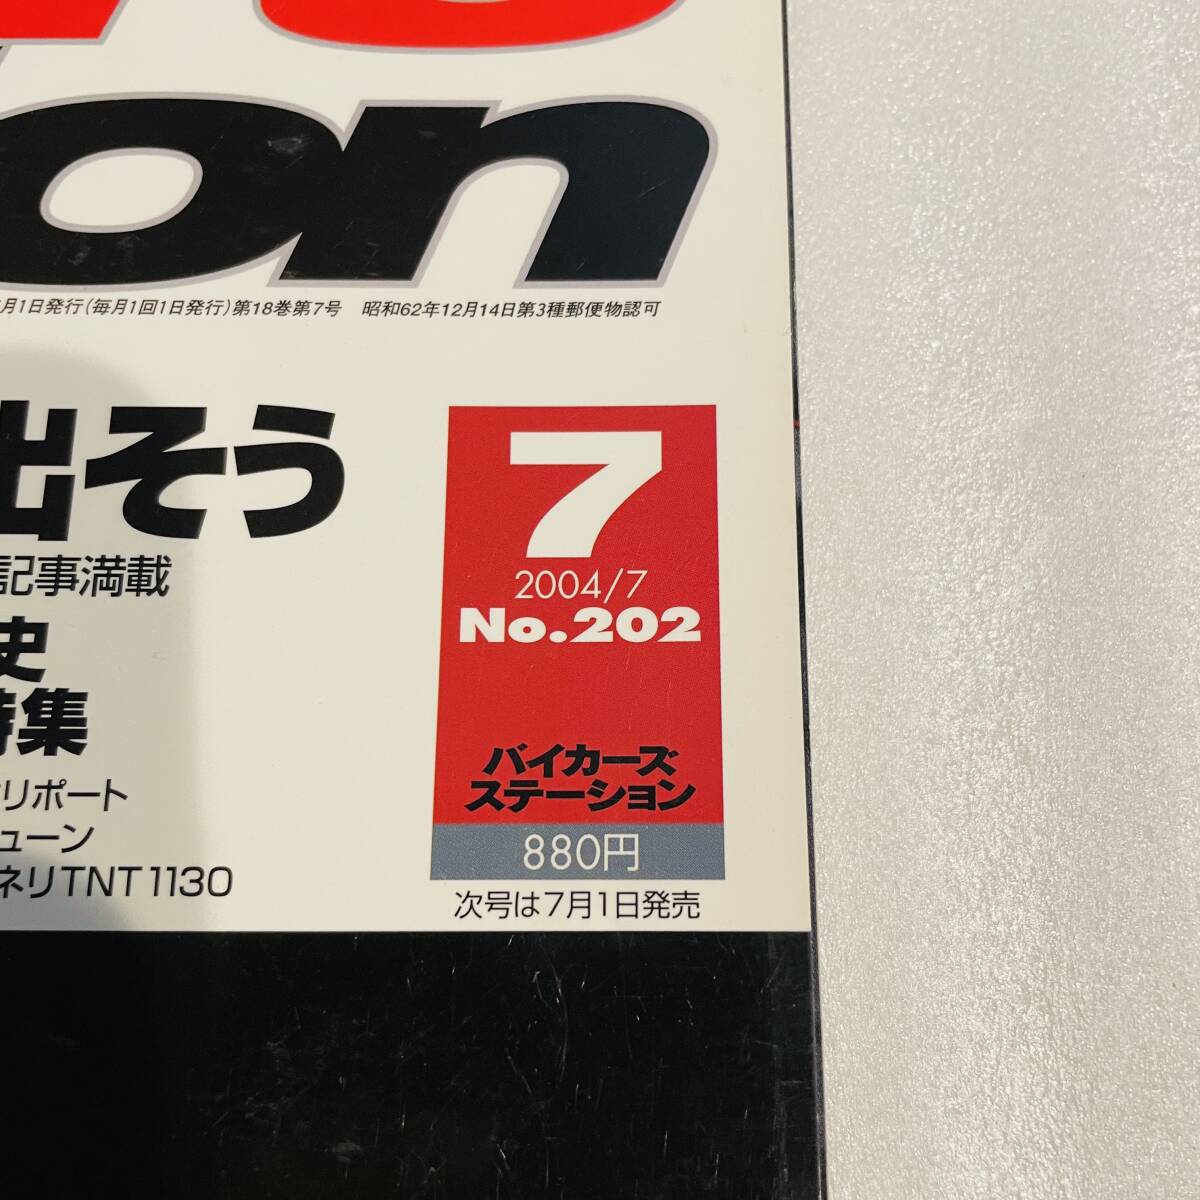 on
月1日発行(毎月1回1日発行)第18巻第7号 昭和62年12月14日第3種郵便物認可
出そう
記事満載
史
特集
リポート
ューン
ネリTNT1130
7
2004/7
No.202
バイカーズ
ステーション
880円
次号は7月1日発売